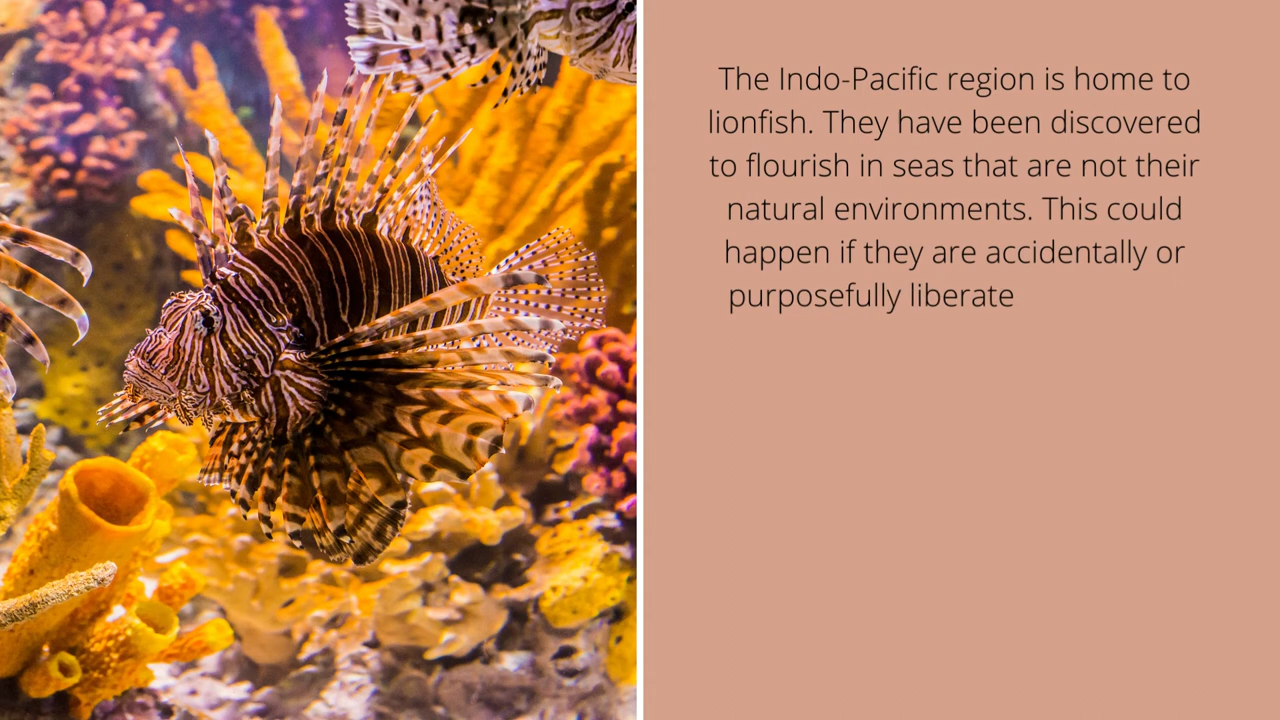 The Indo-Pacific region is home to
lionfish. They have been discovered
to flourish in seas that are not their
natural environments. This could
happen if they are accidentally or
purposefully liberate